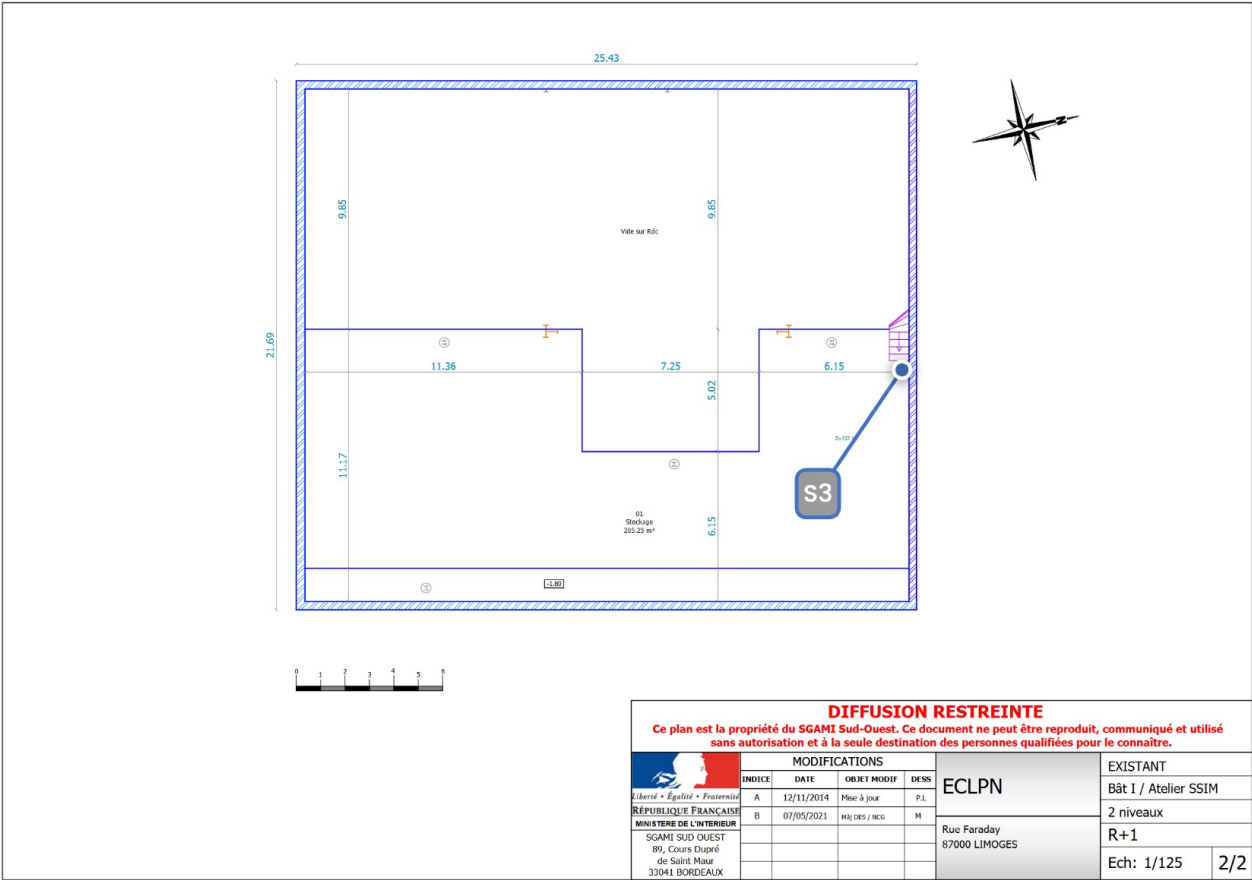 25.43
N
9.85
9.85
Vide sur Rdc
21.69
11.36
7.25
6.15
5.02
11.17
S3
01
Stockage
205.25 m²
6.15
-1.80
0 1 2 3 4 5 6
DIFFUSION RESTREINTE
Ce plan est la propriété du SGAMI Sud-Ouest. Ce document ne peut être reproduit, communiqué et utilisé
sans autorisation et à la seule destination des personnes qualifiées pour le connaître.
Liberté • Égalité • Fraternité
RÉPUBLIQUE FRANÇAISE
MINISTERE DE L'INTERIEUR
SGAMI SUD OUEST
89, Cours Dupré
de Saint Maur
33041 BORDEAUX
MODIFICATIONS
INDICE DATE OBJET MODIF DESS
A 12/11/2014 Mise à jour P.L
B 07/05/2021 Màj DES / NCG M
ECLPN
Rue Faraday
87000 LIMOGES
EXISTANT
Bât I / Atelier SSIM
2 niveaux
R+1
Ech: 1/125 2/2